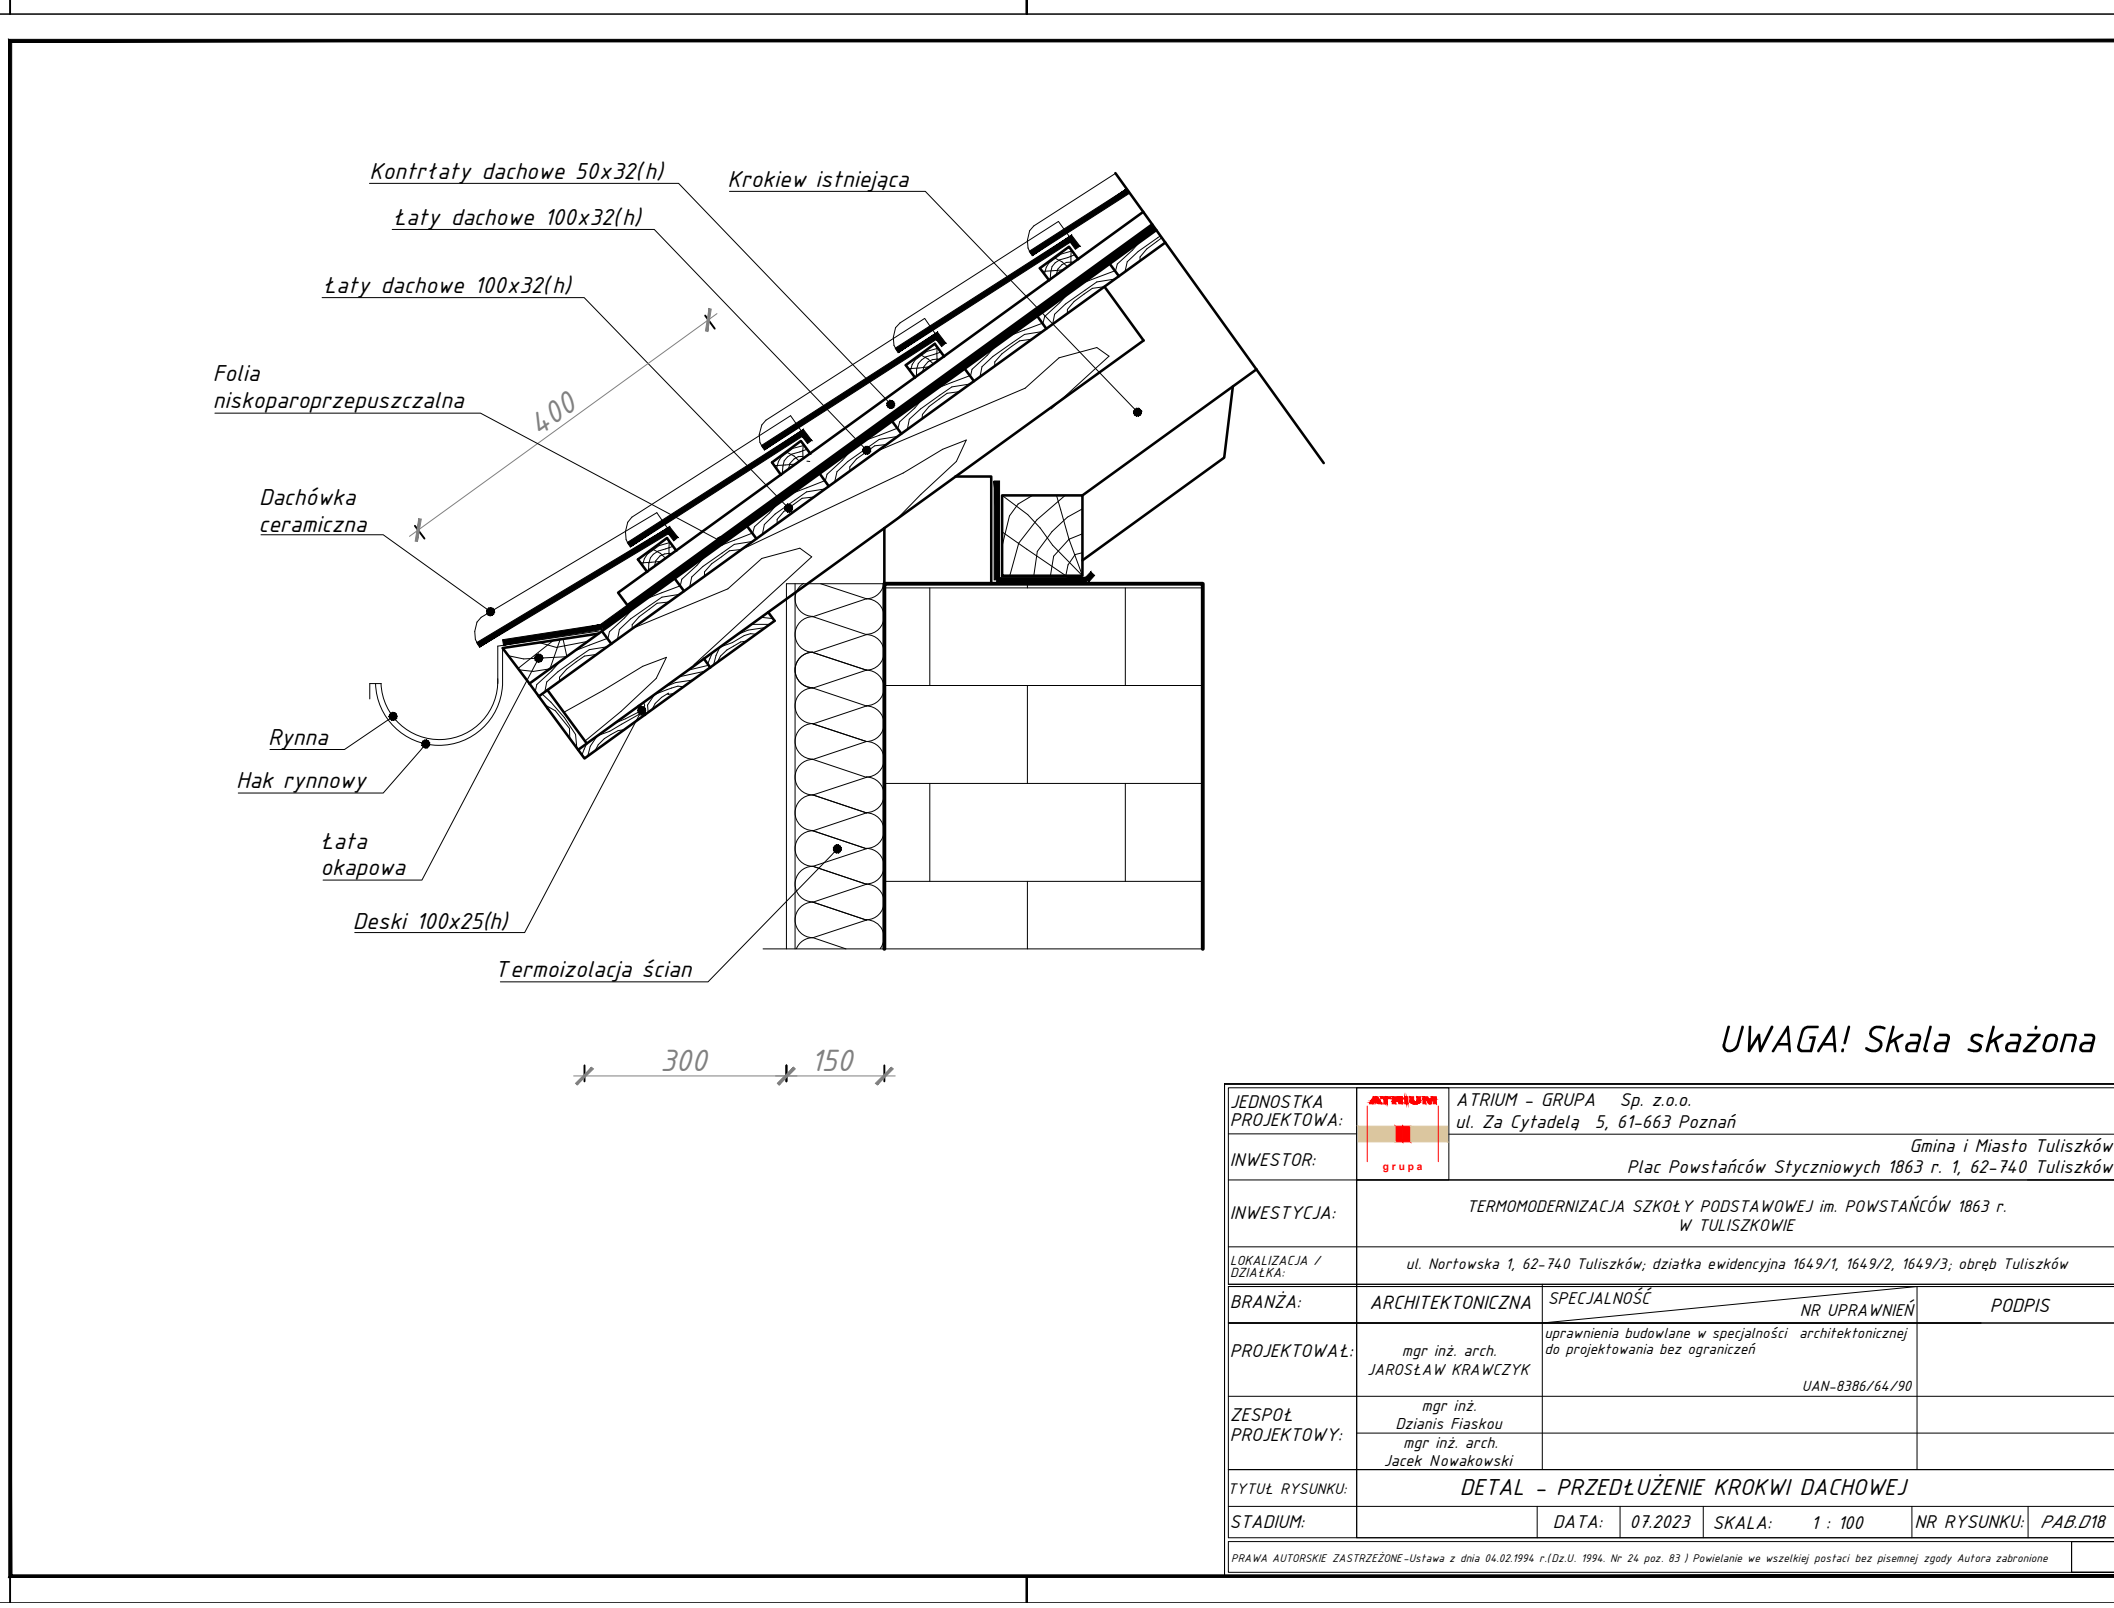 Kontrłaty dachowe 50x32(h)
Krokiew istniejąca
Łaty dachowe 100x32(h)
Łaty dachowe 100x32(h)
Folia
niskoparoprzepuszczalna
400
Dachówka
ceramiczna
Rynna
Hak rynnowy
Łata
okapowa
Deski 100x25(h)
Termoizolacja ścian
300
150
UWAGA! Skala skażona
JEDNOSTKA
PROJEKTOWA:
ATRIUM
grupa
ATRIUM - GRUPA Sp. z.o.o.
ul. Za Cytadelą 5, 61-663 Poznań
INWESTOR:
Gmina i Miasto Tuliszków
Plac Powstańców Styczniowych 1863 r. 1, 62-740 Tuliszków
INWESTYCJA:
TERMOMODERNIZACJA SZKOŁY PODSTAWOWEJ im. POWSTAŃCÓW 1863 r.
W TULISZKOWIE
LOKALIZACJA /
DZIAŁKA:
ul. Nortowska 1, 62-740 Tuliszków; działka ewidencyjna 1649/1, 1649/2, 1649/3; obręb Tuliszków
BRANŻA:
ARCHITEKTONICZNA
SPECJALNOŚĆ
NR UPRAWNIEŃ
PODPIS
PROJEKTOWAŁ:
mgr inż. arch.
JAROSŁAW KRAWCZYK
uprawnienia budowlane w specjalności architektonicznej
do projektowania bez ograniczeń
UAN-8386/64/90
ZESPOŁ
PROJEKTOWY:
mgr inż.
Dzianis Fiaskou
mgr inż. arch.
Jacek Nowakowski
TYTUŁ RYSUNKU:
DETAL - PRZEDŁUŻENIE KROKWI DACHOWEJ
STADIUM:
DATA:
07.2023
SKALA:
1 : 100
NR RYSUNKU:
PAB.D18
PRAWA AUTORSKIE ZASTRZEŻONE-Ustawa z dnia 04.02.1994 r.(Dz.U. 1994. Nr 24 poz. 83 ) Powielanie we wszelkiej postaci bez pisemnej zgody Autora zabronione